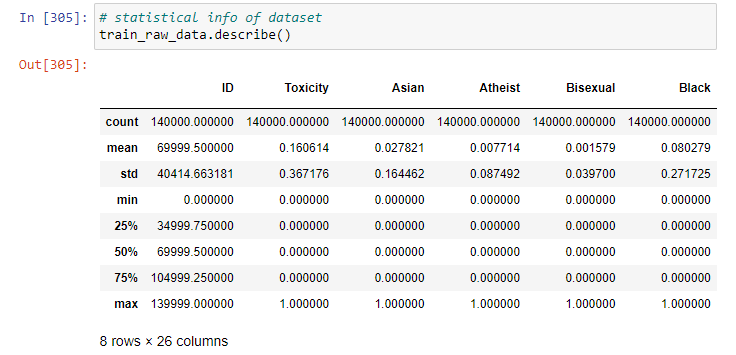 In [305]: # statistical info of dataset
train_raw_data.describe()
Out[305]:
ID Toxicity Asian Atheist Bisexual Black
count 140000.000000 140000.000000 140000.000000 140000.000000 140000.000000 140000.000000
mean 69999.500000 0.160614 0.027821 0.007714 0.001579 0.080279
std 40414.663181 0.367176 0.164462 0.087492 0.039700 0.271725
min 0.000000 0.000000 0.000000 0.000000 0.000000 0.000000
25% 34999.750000 0.000000 0.000000 0.000000 0.000000 0.000000
50% 69999.500000 0.000000 0.000000 0.000000 0.000000 0.000000
75% 104999.250000 0.000000 0.000000 0.000000 0.000000 0.000000
max 139999.000000 1.000000 1.000000 1.000000 1.000000 1.000000
8 rows × 26 columns